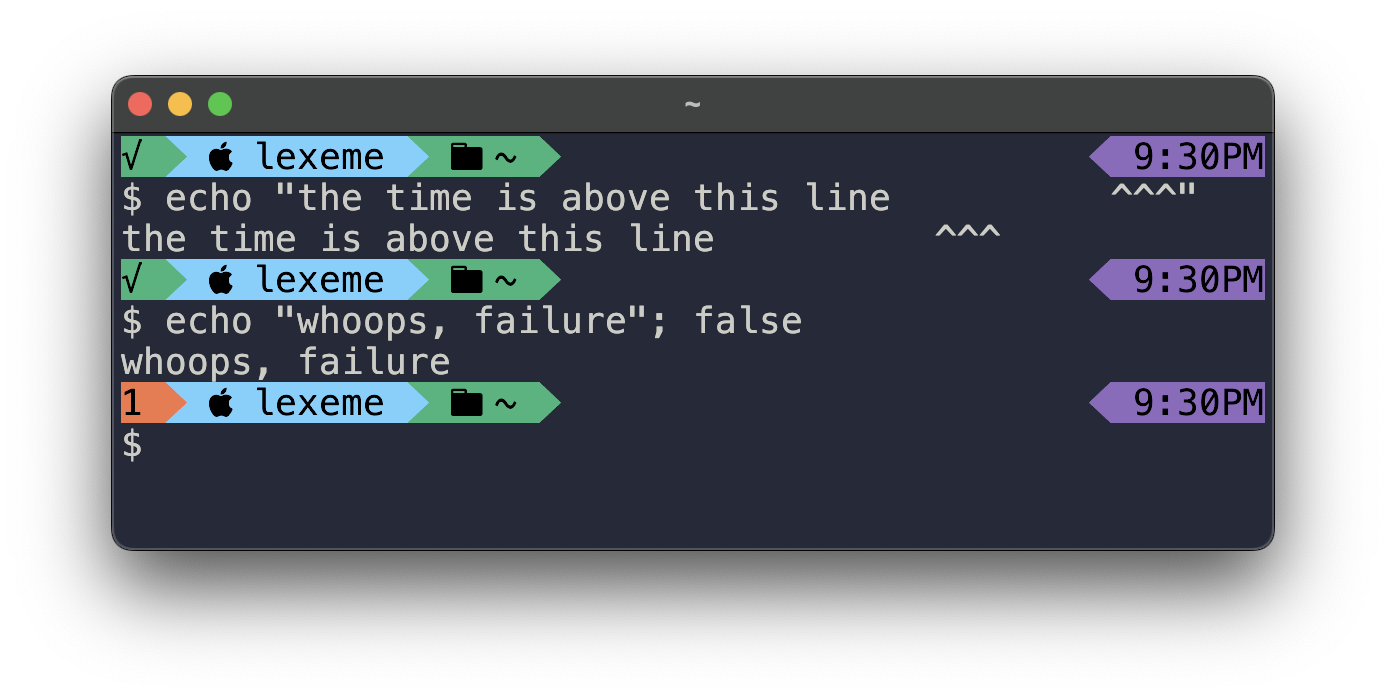 ~
√ lexeme ~ 9:30PM
$ echo "the time is above this line          ^^^"
the time is above this line          ^^^
√ lexeme ~ 9:30PM
$ echo "whoops, failure"; false
whoops, failure
1 lexeme ~ 9:30PM
$